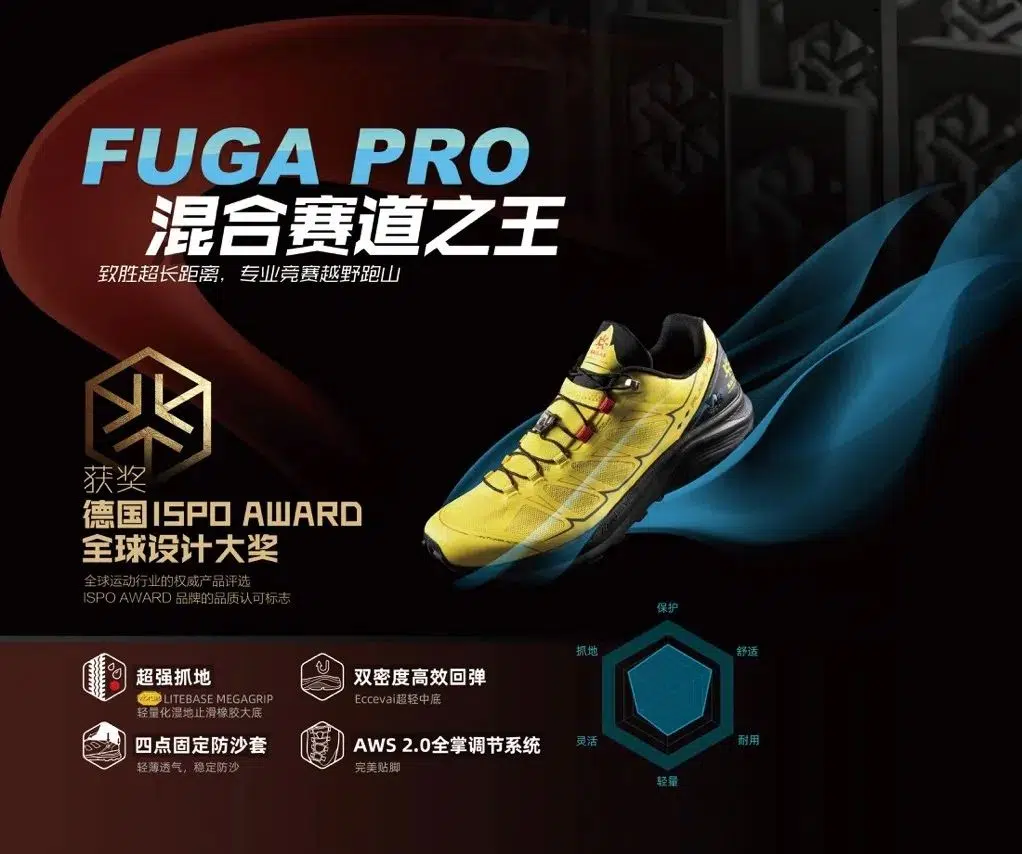 FUGA PRO
混合赛道之王
致胜超长距离，专业竞赛越野跑山
获奖
德国ISPO AWARD
全球设计大奖
全球运动行业的权威产品评选
ISPO AWARD 品牌的品质认可标志
超强抓地
vibram LITEBASE MEGAGRIP
轻量化湿地止滑橡胶大底
双密度高效回弹
Eccevai超轻中底
四点固定防沙套
轻薄透气，稳定防沙
AWS 2.0全掌调节系统
完美贴脚
保护
抓地
舒适
灵活
耐用
轻量